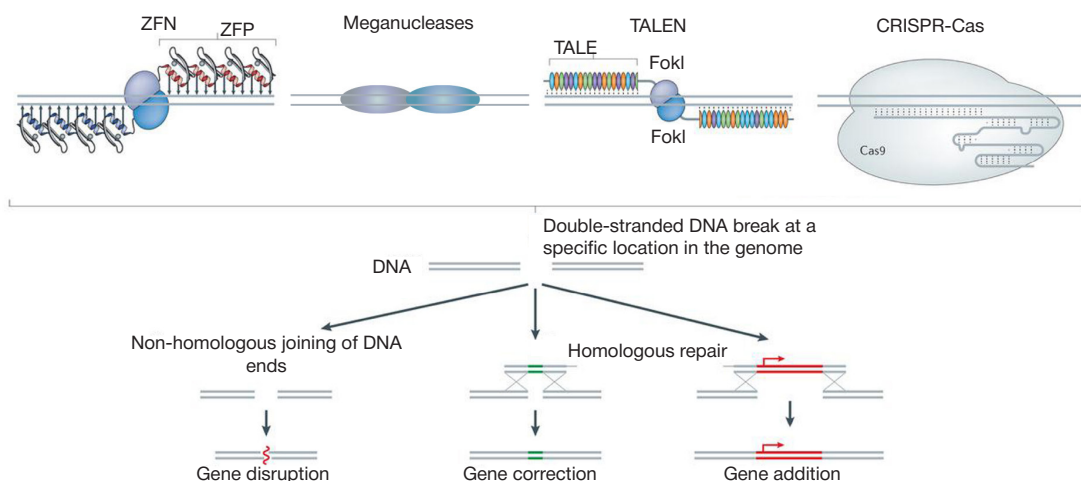 ZFN
ZFP
Meganucleases
TALEN
TALE
FokI
FokI
CRISPR-Cas
Cas9
Double-stranded DNA break at a
specific location in the genome
DNA
Non-homologous joining of DNA
ends
Homologous repair
Gene disruption
Gene correction
Gene addition